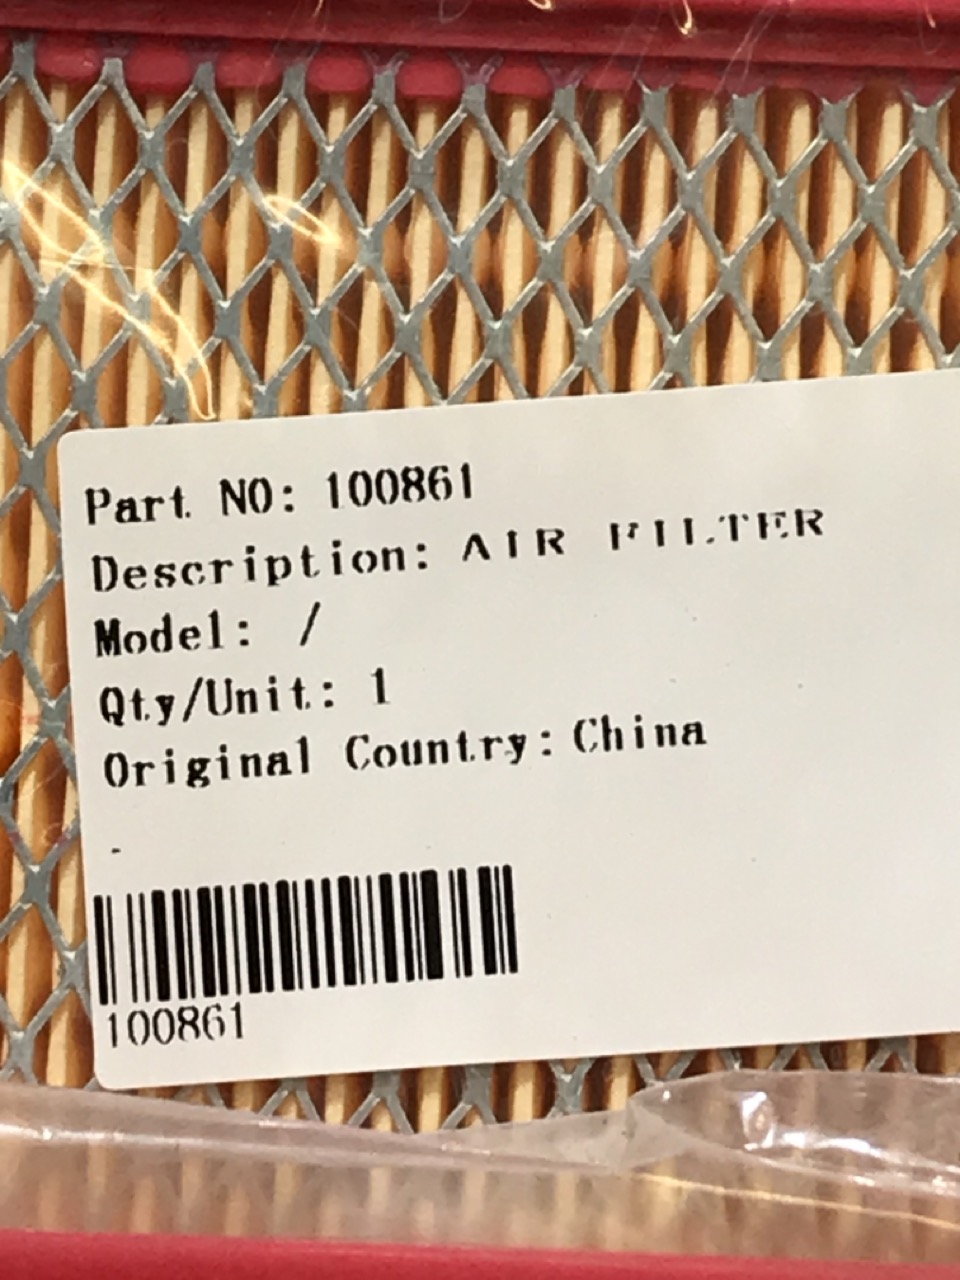 Part NO: 100861
Description: AIR FILTER
Model: /
Qty/Unit: 1
Original Country: China
-
100861